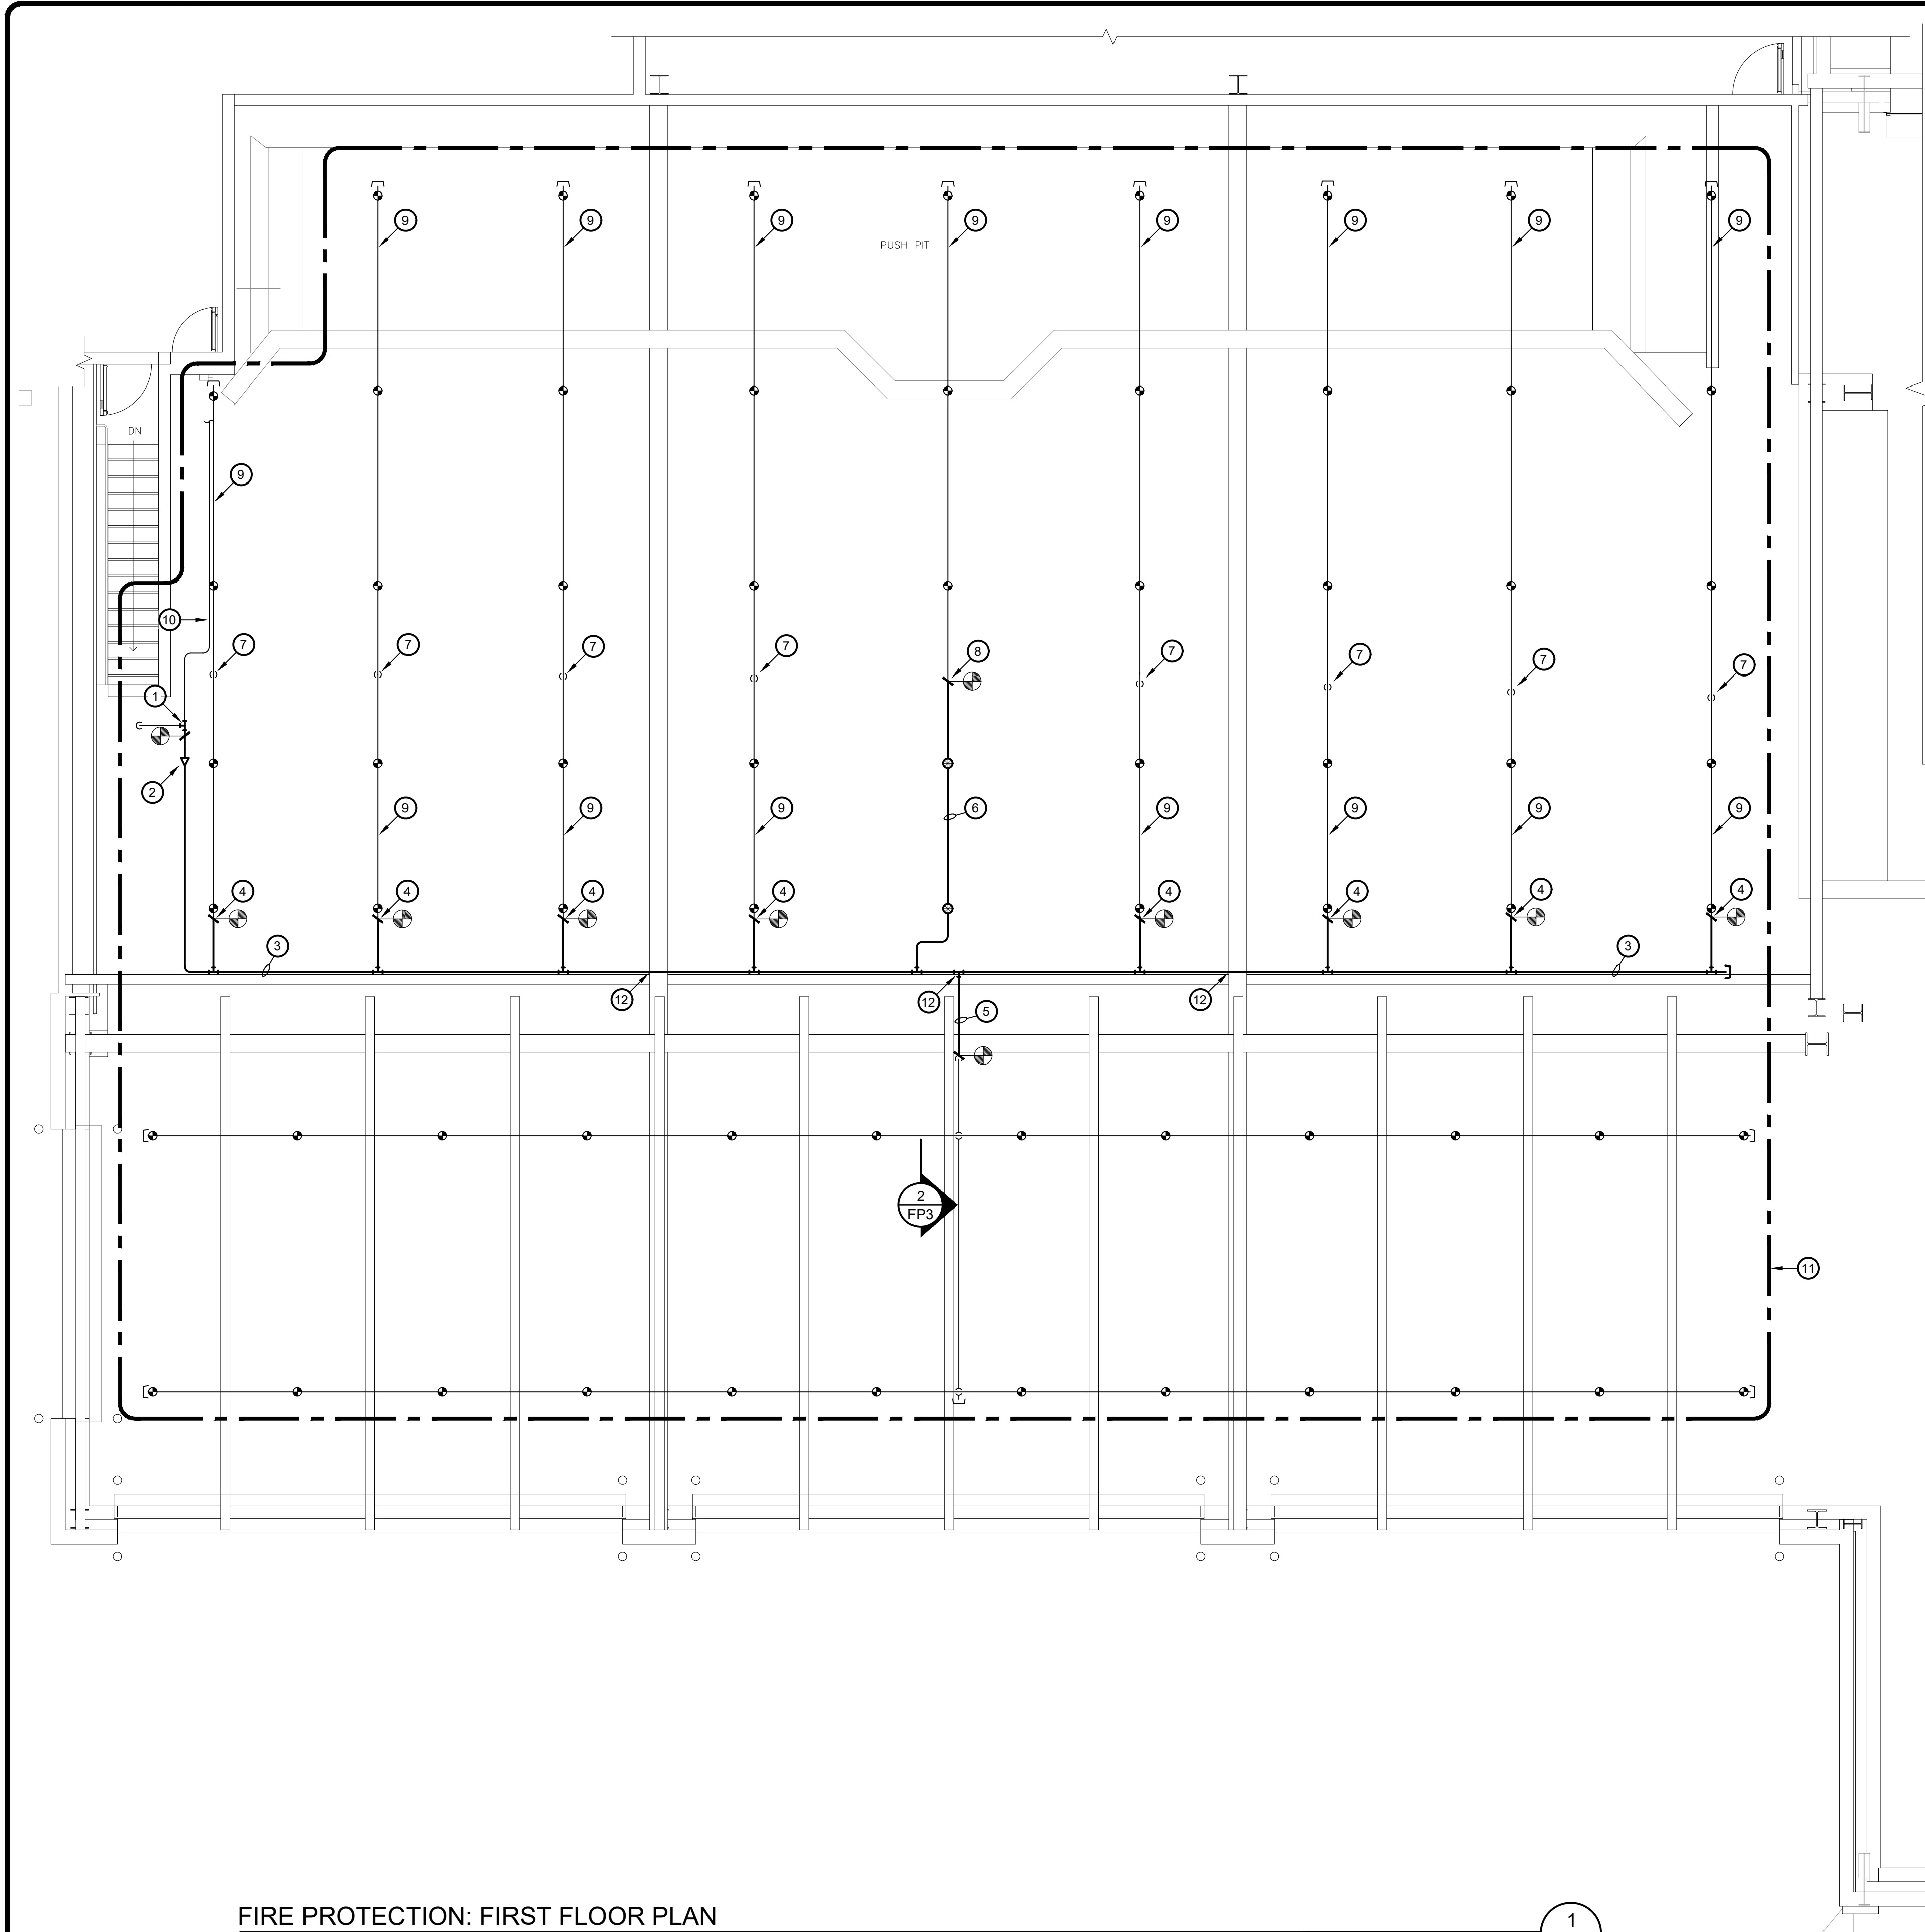 9 9 9 9 9 9 9 9
PUSH PIT
DN
9
10
7 7 7 7 8 7 7 7 7
1
2
9 9 9 9 6 9 9 9 9
4 4 4 4 4 4 4 4
3 3
12 12 12
5
2
FP3
11
FIRE PROTECTION: FIRST FLOOR PLAN
1